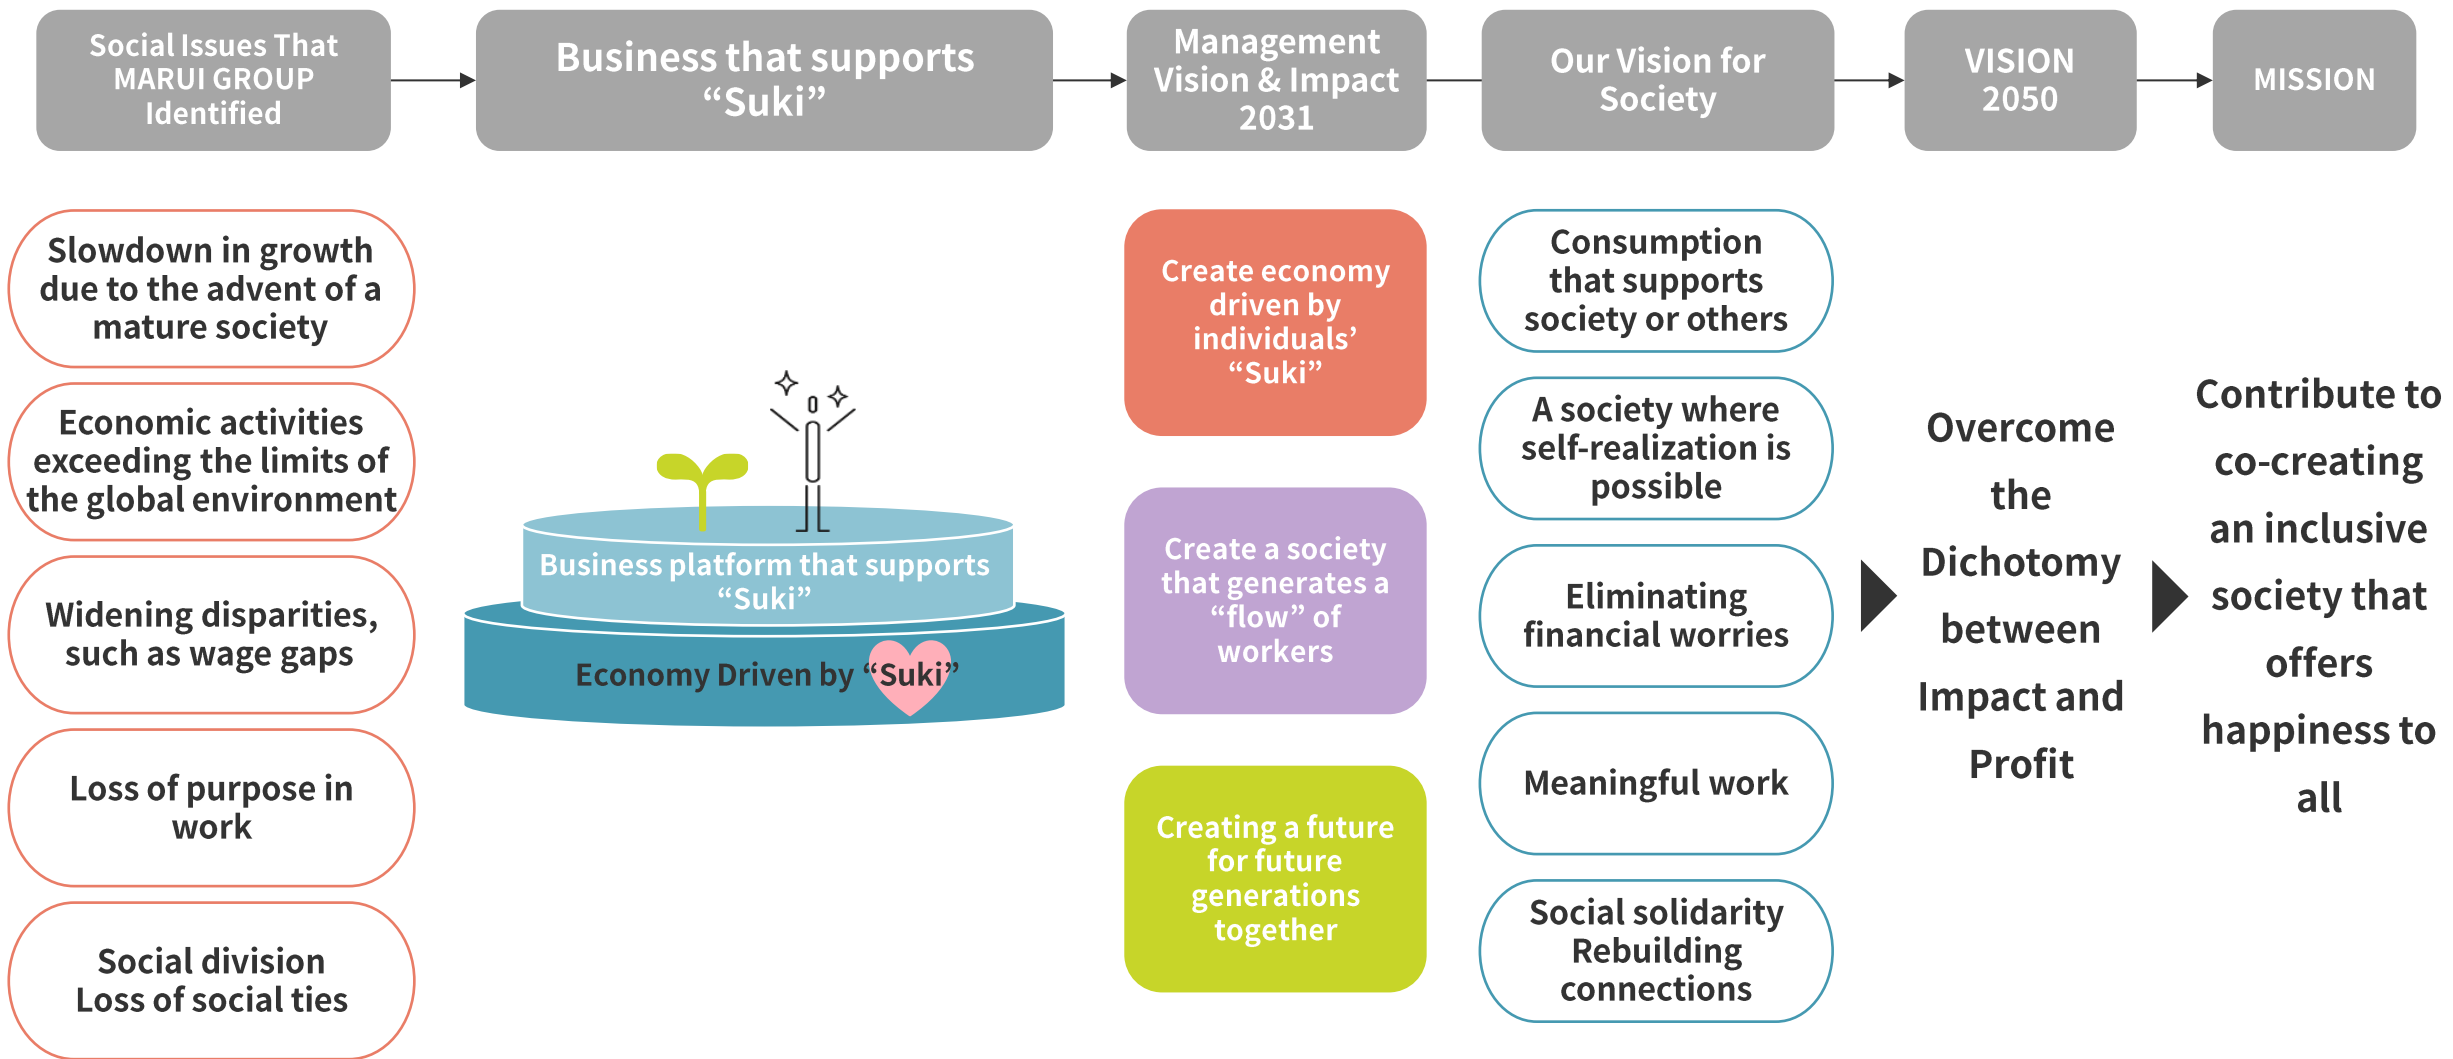 Social Issues That
MARUI GROUP
Identified
Business that supports
“Suki”
Management
Vision & Impact
2031
Our Vision for
Society
VISION
2050
MISSION
Slowdown in growth
due to the advent of a
mature society
Economic activities
exceeding the limits of
the global environment
Widening disparities,
such as wage gaps
Loss of purpose in
work
Social division
Loss of social ties
Business platform that supports
“Suki”
Economy Driven by “Suki”
Create economy
driven by
individuals’
“Suki”
Create a society
that generates a
“flow” of
workers
Creating a future
for future
generations
together
Consumption
that supports
society or others
A society where
self-realization is
possible
Eliminating
financial worries
Meaningful work
Social solidarity
Rebuilding
connections
Overcome
the
Dichotomy
between
Impact and
Profit
Contribute to
co-creating
an inclusive
society that
offers
happiness to
all